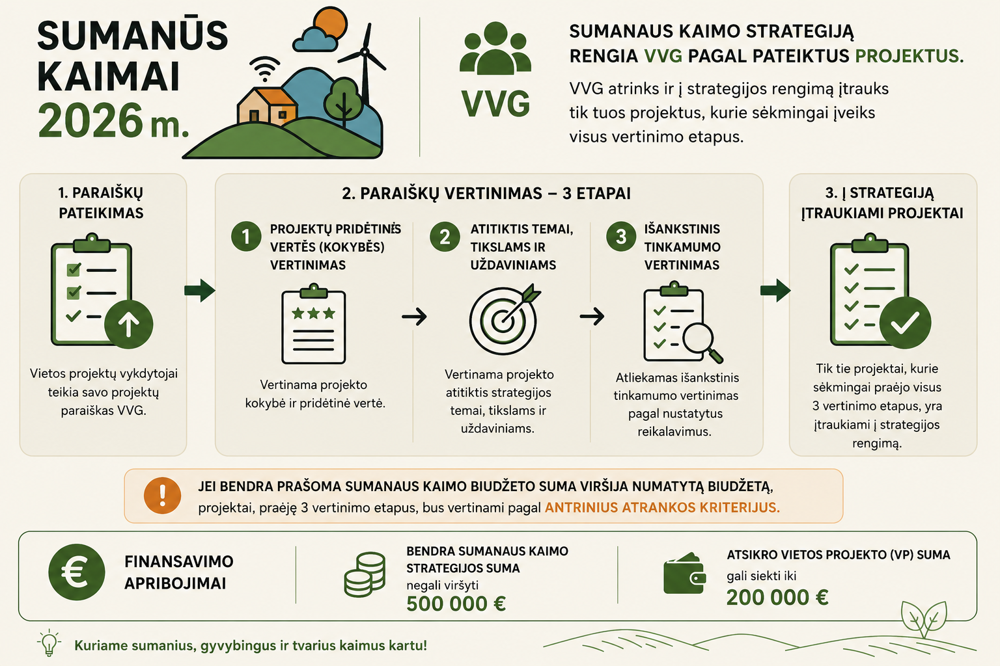 SUMANŪS
KAIMAI
2026 m.
VVG
SUMANAUS KAIMO STRATEGIJĄ
RENGIA VVG PAGAL PATEIKTUS PROJEKTUS.
VVG atrinks ir į strategijos rengimą įtrauks
tik tuos projektus, kurie sėkmingai įveiks
visus vertinimo etapus.
1. PARAIŠKŲ
PATEIKIMAS
Vietos projektų vykdytojai
teikia savo projektų
paraiškas VVG.
2. PARAIŠKŲ VERTINIMAS – 3 ETAPAI
1
PROJEKTŲ PRIDĖTINĖS
VERTĖS (KOKYBĖS)
VERTINIMAS
Vertinama projekto
kokybė ir pridėtinė vertė.
2
ATITIKTIS TEMAI,
TIKSLAMS IR
UŽDAVINIAMS
Vertinama projekto
atitiktis strategijos
temai, tikslams ir
uždaviniams.
3
IŠANKSTINIS
TINKAMUMO
VERTINIMAS
Atliekamas išankstinis
tinkamumo vertinimas
pagal nustatytus
reikalavimus.
3. Į STRATEGIJĄ
ĮTRAUKIAMI PROJEKTAI
Tik tie projektai, kurie
sėkmingai praėjo visus
3 vertinimo etapus, yra
įtraukiami į strategijos
rengimą.
!
JEI BENDRA PRAŠOMA SUMANAUS KAIMO BIUDŽETO SUMA VIRŠIJA NUMATYTĄ BIUDŽETĄ,
projektai, praėję 3 vertinimo etapus, bus vertinami pagal ANTRINIUS ATRANKOS KRITERIJUS.
€
FINANSAVIMO
APRIBOJIMAI
BENDRA SUMANAUS KAIMO
STRATEGIJOS SUMA
negali viršyti
500 000 €
ATSIKRO VIETOS PROJEKTO (VP) SUMA
gali siekti iki
200 000 €
Kuriame sumanius, gyvybingus ir tvarius kaimus kartu!